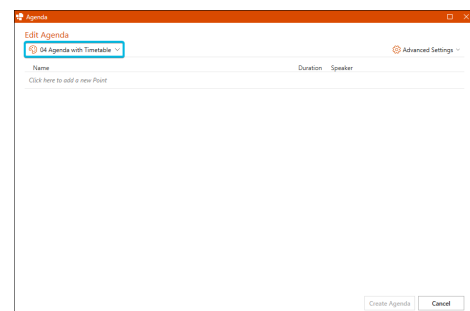 Agenda
Edit Agenda
04 Agenda with Timetable
Advanced Settings
Name Duration Speaker
Click here to add a new Point
Create Agenda Cancel